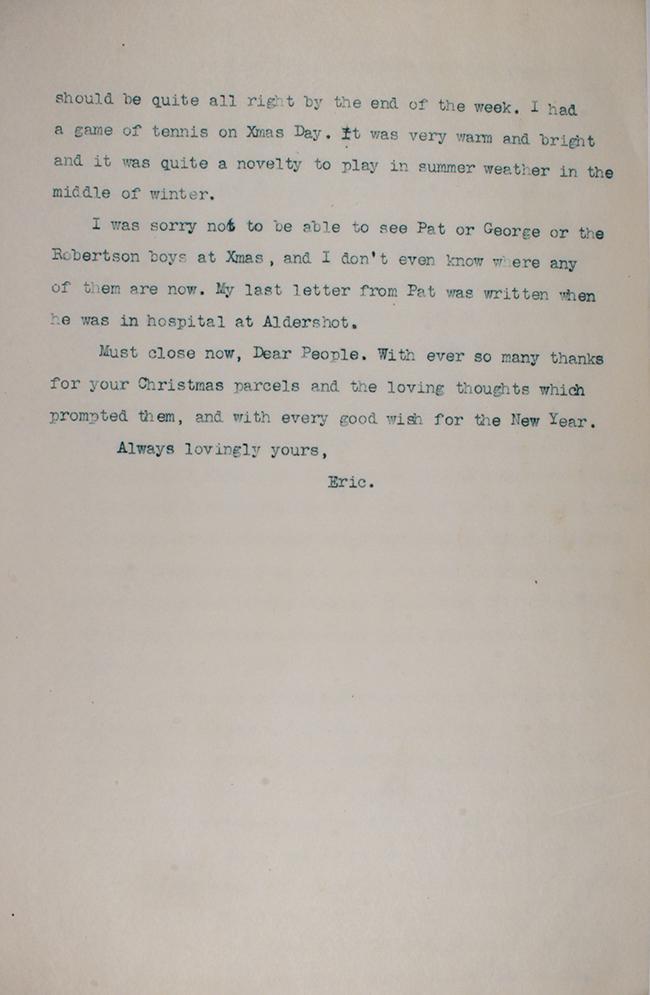 should be quite all right by the end of the week. I had
a game of tennis on Xmas Day. It was very warm and bright
and it was quite a novelty to play in summer weather in the
middle of winter.
I was sorry not to be able to see Pat or George or the
Robertson boys at Xmas, and I don't even know where any
of them are now. My last letter from Pat was written when
he was in hospital at Aldershot.
Must close now, Dear People. With ever so many thanks
for your Christmas parcels and the loving thoughts which
prompted them, and with every good wish for the New Year.
Always lovingly yours,
Eric.